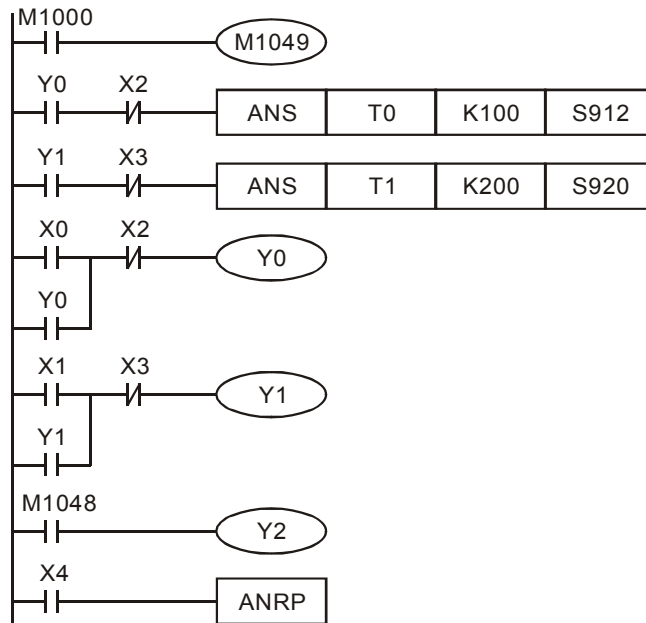 M1000
M1049
Y0 X2
ANS T0 K100 S912
Y1 X3
ANS T1 K200 S920
X0 X2
Y0
Y0
X1 X3
Y1
Y1
M1048
Y2
X4
ANRP